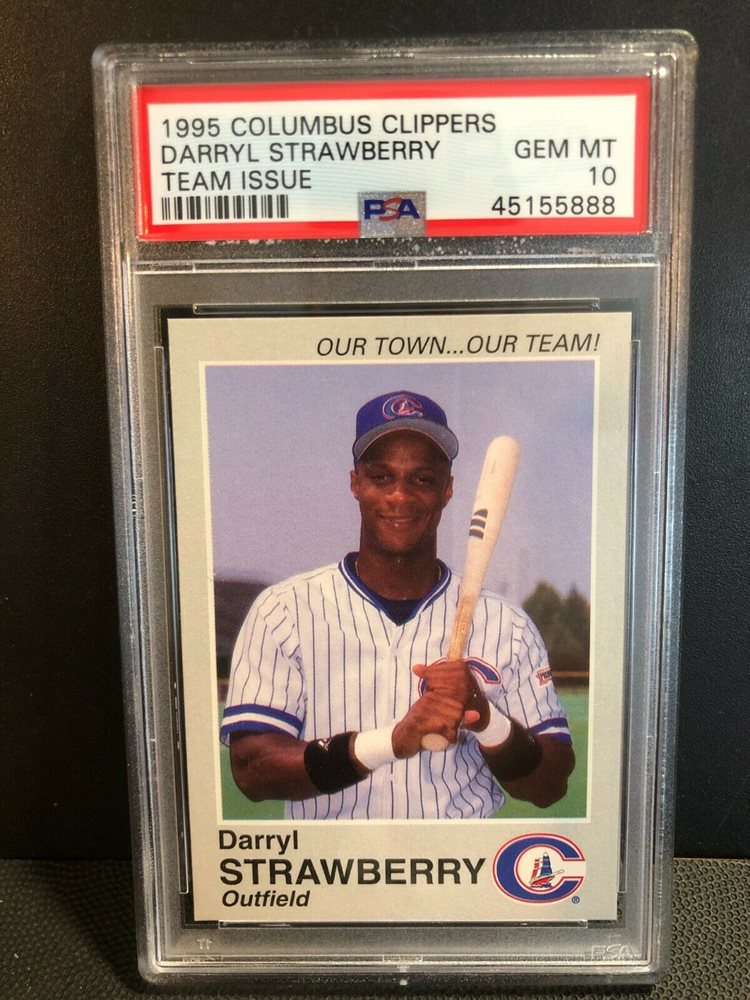 1995 COLUMBUS CLIPPERS
DARRYL STRAWBERRY GEM MT
TEAM ISSUE 10
PSA 45155888
OUR TOWN...OUR TEAM!
Darryl
STRAWBERRY
Outfield
®
PSA